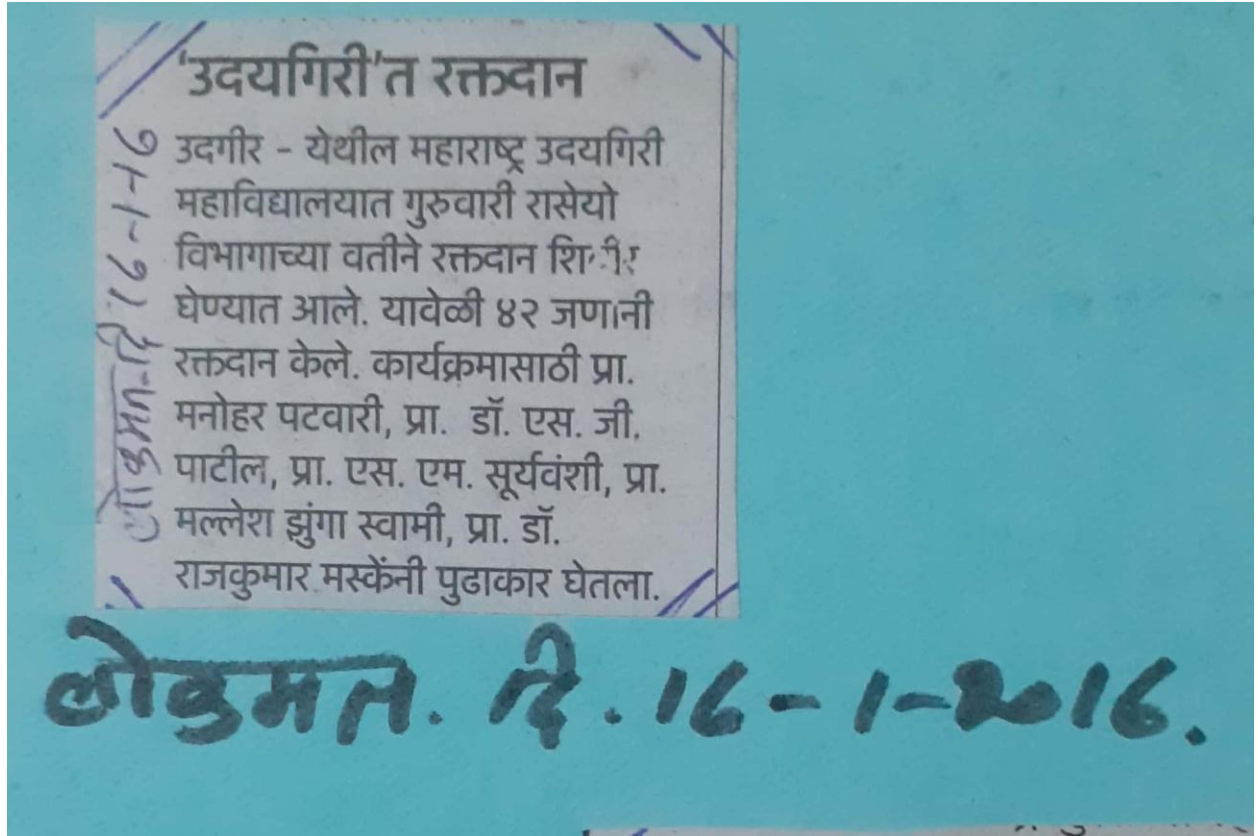 'उदयगिरी'त रक्तदान
उदगीर - येथील महाराष्ट्र उदयगिरी
महाविद्यालयात गुरुवारी रासेयो
विभागाच्या वतीने रक्तदान
घेण्यात आले. यावेळी ४२ जणांनी
रक्तदान केले. कार्यक्रमासाठी प्रा.
मनोहर पटवारी, प्रा. डॉ. एस. जी.
पाटील, प्रा. एस. एम. सूर्यवंशी, प्रा.
मल्लेश झुंगा स्वामी, प्रा. डॉ.
राजकुमार मस्केंनी पुढाकार घेतला.
लोकमत-दि 16-1-16
लोकमत. दि. 16-1-2016.